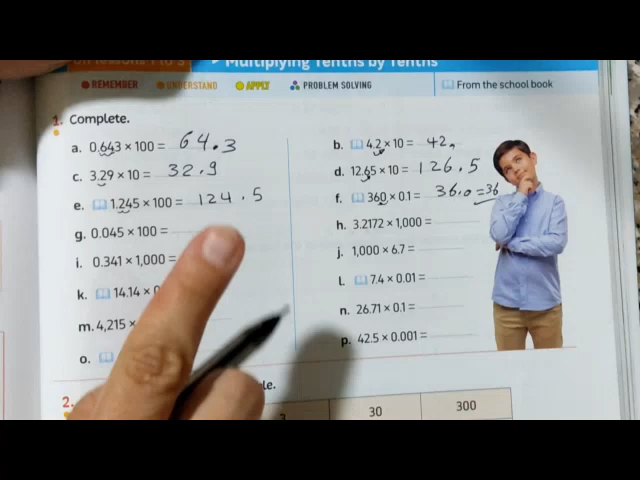 Multiplying Tenths by Tenths
REMEMBER UNDERSTAND APPLY PROBLEM SOLVING From the school book
1. Complete.
a. 0.643 × 100 = 64.3
b. 4.2 × 10 = 42.
c. 3.29 × 10 = 32.9
d. 12.65 × 10 = 126.5
e. 1.245 × 100 = 124.5
f. 360 × 0.1 = 36.0 = 36
g. 0.045 × 100 =
h. 3.2172 × 1,000 =
i. 0.341 × 1,000 =
j. 1,000 × 6.7 =
k. 14.14 ×
l. 7.4 × 0.01 =
m. 4,215 ×
n. 26.71 × 0.1 =
o.
p. 42.5 × 0.001 =
2.
30 300